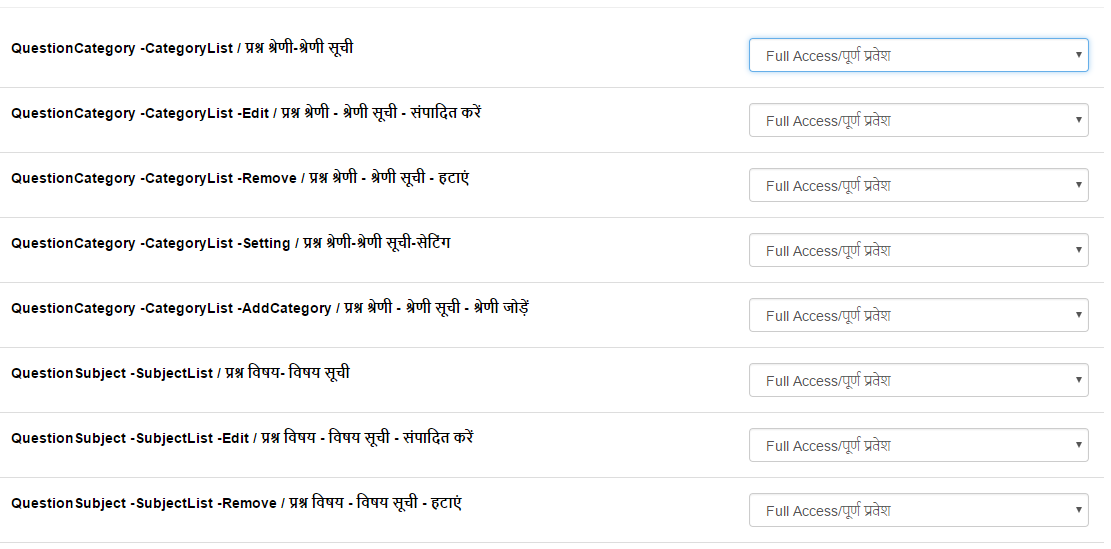 QuestionCategory -CategoryList / प्रश्न श्रेणी-श्रेणी सूची
Full Access/पूर्ण प्रवेश
QuestionCategory -CategoryList -Edit / प्रश्न श्रेणी - श्रेणी सूची - संपादित करें
Full Access/पूर्ण प्रवेश
QuestionCategory -CategoryList -Remove / प्रश्न श्रेणी - श्रेणी सूची - हटाएं
Full Access/पूर्ण प्रवेश
QuestionCategory -CategoryList -Setting / प्रश्न श्रेणी-श्रेणी सूची-सेटिंग
Full Access/पूर्ण प्रवेश
QuestionCategory -CategoryList -AddCategory / प्रश्न श्रेणी - श्रेणी सूची - श्रेणी जोड़ें
Full Access/पूर्ण प्रवेश
QuestionSubject -SubjectList / प्रश्न विषय- विषय सूची
Full Access/पूर्ण प्रवेश
QuestionSubject -SubjectList -Edit / प्रश्न विषय - विषय सूची - संपादित करें
Full Access/पूर्ण प्रवेश
QuestionSubject -SubjectList -Remove / प्रश्न विषय - विषय सूची - हटाएं
Full Access/पूर्ण प्रवेश